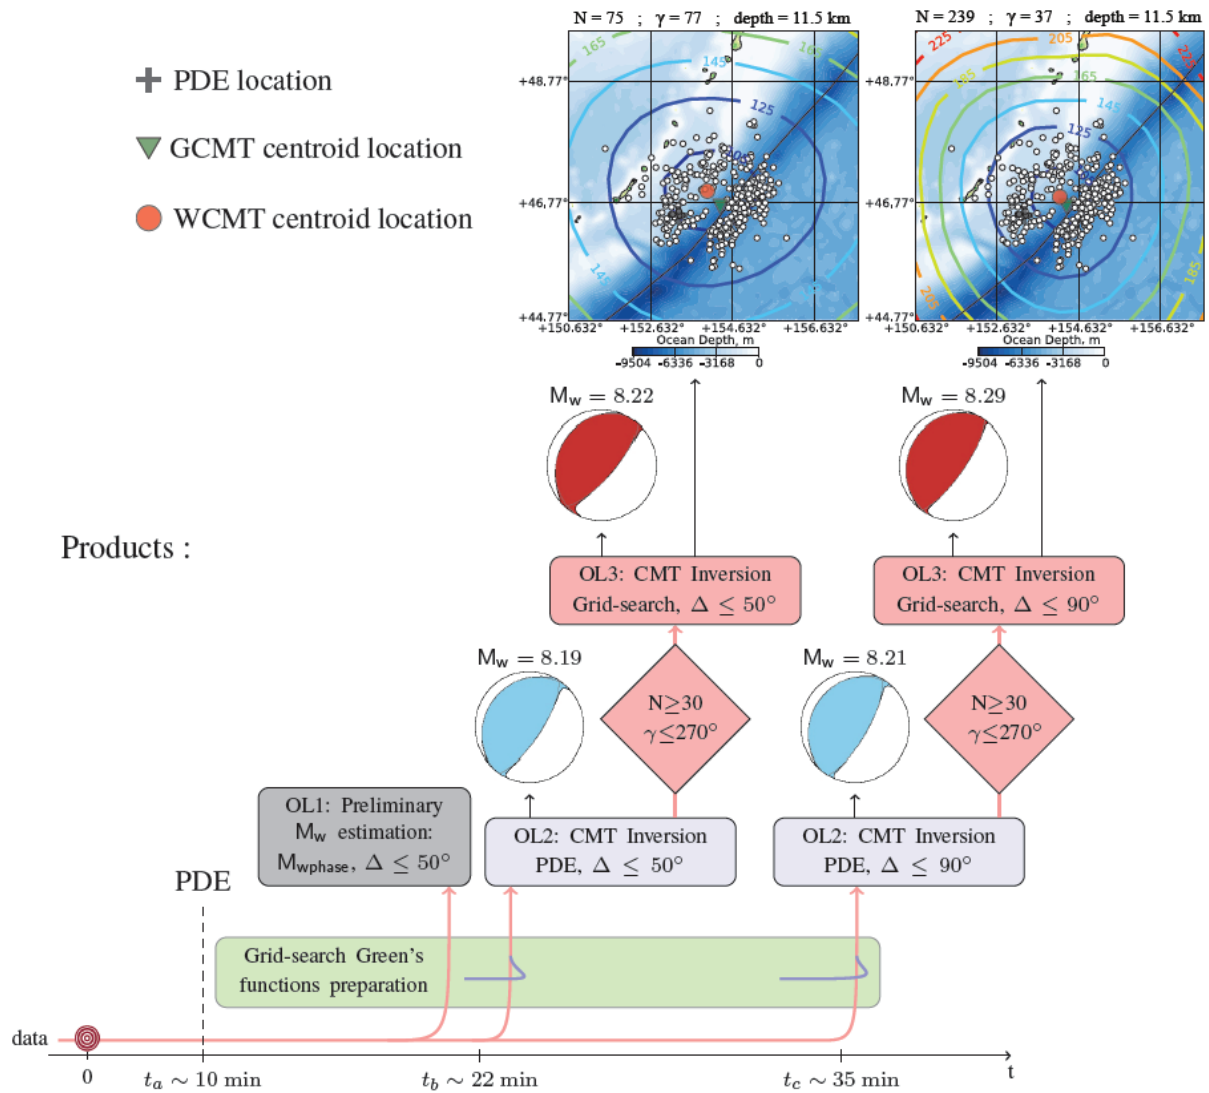 N = 75 ; γ = 77 ; depth = 11.5 km
N = 239 ; γ = 37 ; depth = 11.5 km
PDE location
GCMT centroid location
WCMT centroid location
165
165
145
125
145
+48.77°
+46.77°
+44.77°
+150.632°
+152.632°
+154.632°
+156.632°
Ocean Depth, m
-9504
-6336
-3168
0
225
205
225
185
165
145
125
205
185
+48.77°
+46.77°
+44.77°
+150.632°
+152.632°
+154.632°
+156.632°
Ocean Depth, m
-9504
-6336
-3168
0
Mw = 8.22
Mw = 8.29
Products :
OL3: CMT Inversion
Grid-search, Δ ≤ 50°
OL3: CMT Inversion
Grid-search, Δ ≤ 90°
Mw = 8.19
Mw = 8.21
N≥30
γ≤270°
N≥30
γ≤270°
OL1: Preliminary
Mw estimation:
Mwphase, Δ ≤ 50°
OL2: CMT Inversion
PDE, Δ ≤ 50°
OL2: CMT Inversion
PDE, Δ ≤ 90°
PDE
Grid-search Green's
functions preparation
data
0
ta ∼ 10 min
tb ∼ 22 min
tc ∼ 35 min
t